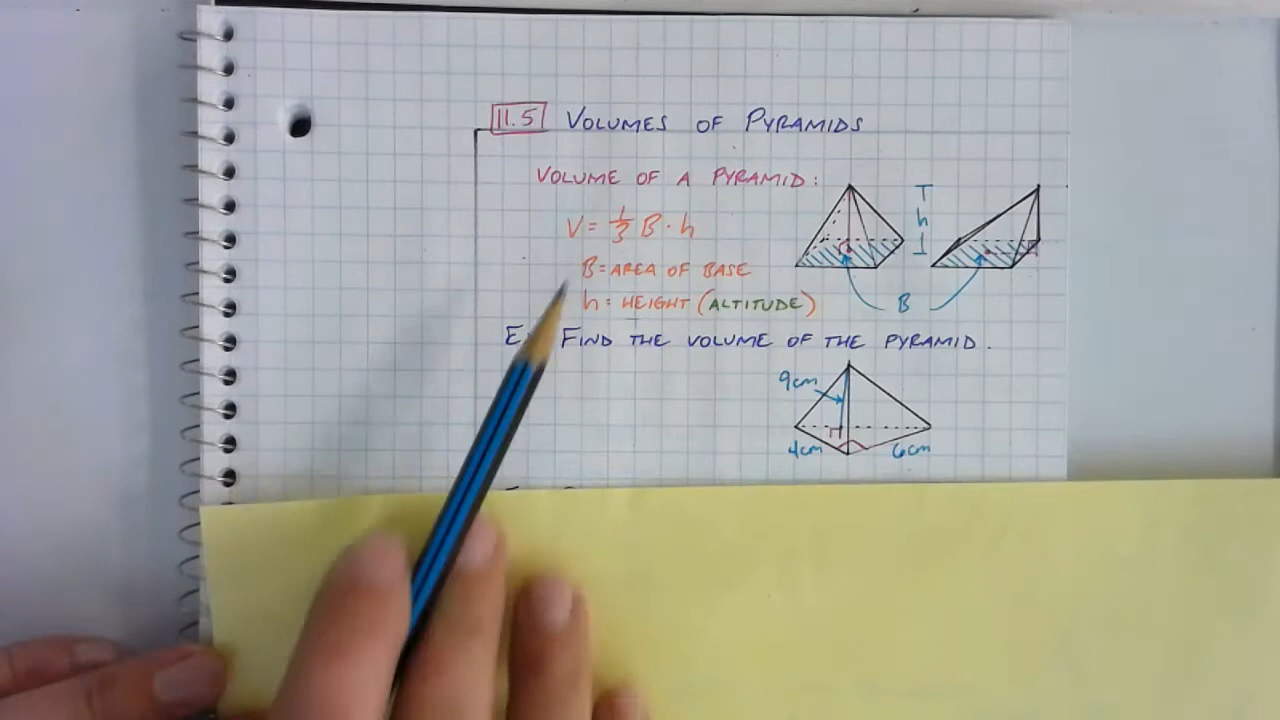 11.5 VOLUMES OF PYRAMIDS
VOLUME OF A PYRAMID:
V = 1/3 B · h
h
B = AREA OF BASE
h = HEIGHT (ALTITUDE)
B
FIND THE VOLUME OF THE PYRAMID.
9cm
4cm 6cm